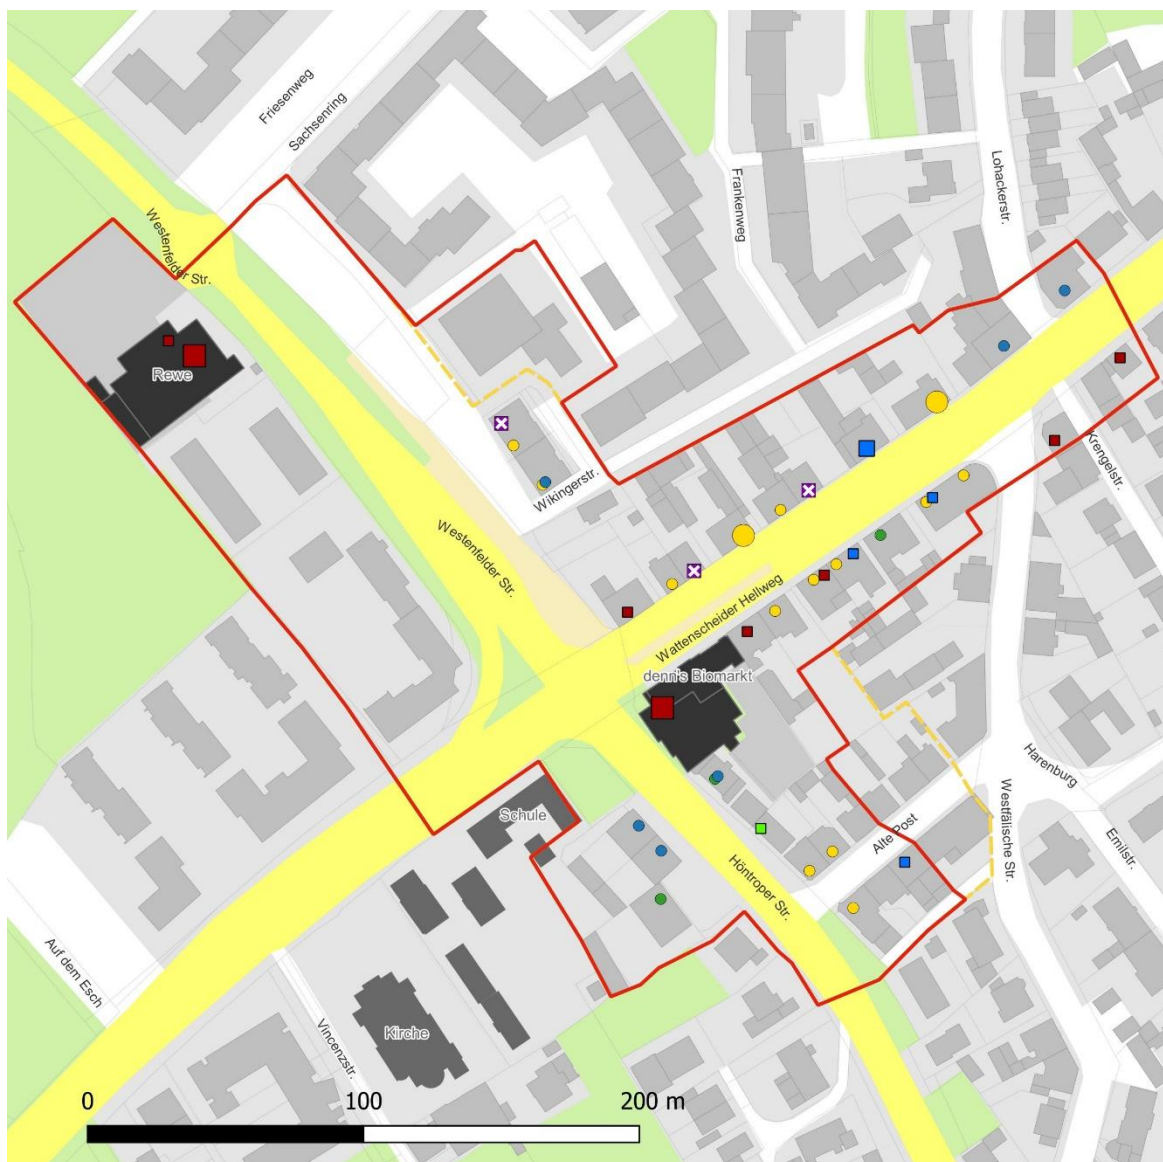 Friesenweg
Sachsenring
Lohackerstr.
Frankenweg
Westenfelder Str.
Rewe
Wikingerstr.
Krengelstr.
Westenfelder Str.
Wattenscheider Hellweg
denn's Biomarkt
Harenburg
Schule
Alte Post
Westfälische Str.
Emilstr.
Höntroper Str.
Auf dem Esch
Kirche
Vincenzstr.
0 100 200 m